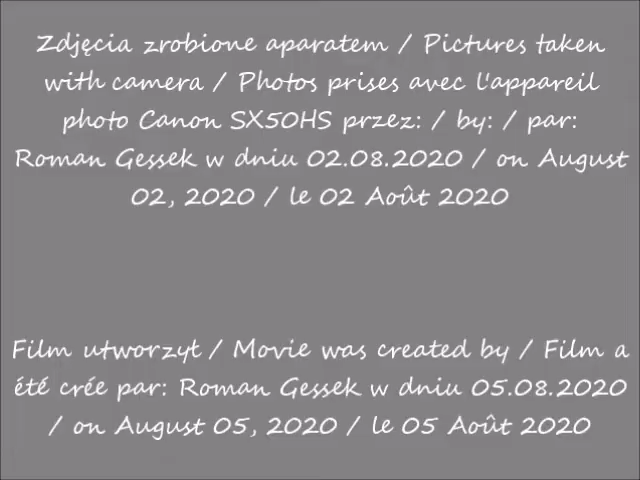 Zdjęcia zrobione aparatem / Pictures taken
with camera / Photos prises avec l'appareil
photo Canon SX50HS przez: / by: / par:
Roman Gessek w dniu 02.08.2020 / on August
02, 2020 / le 02 Août 2020
Film utworzył / Movie was created by / Film a
été crée par: Roman Gessek w dniu 05.08.2020
/ on August 05, 2020 / le 05 Août 2020